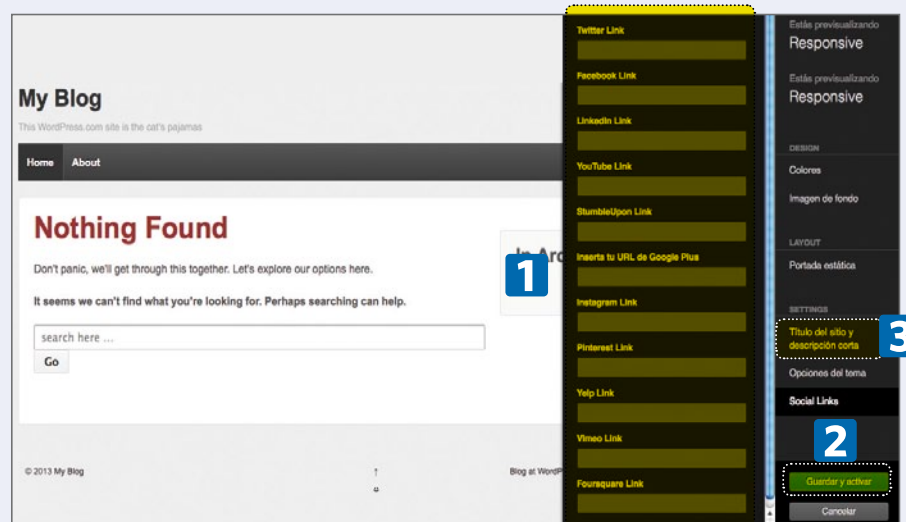 My Blog
This WordPress.com site is the cat's pajamas
Home About
Nothing Found
Don't panic, we'll get through this together. Let's explore our options here.
It seems we can't find what you're looking for. Perhaps searching can help.
search here ...
Go
© 2013 My Blog
↑
Blog at WordP
In Arc
1
Twitter Link
Facebook Link
LinkedIn Link
YouTube Link
StumbleUpon Link
Inserta tu URL de Google Plus
Instagram Link
Pinterest Link
Yelp Link
Vimeo Link
Foursquare Link
Estás previsualizando
Responsive
Estás previsualizando
Responsive
DESIGN
Colores
Imagen de fondo
LAYOUT
Portada estática
SETTINGS
Título del sitio y
descripción corta
3
Opciones del tema
Social Links
2
Guardar y activar
Cancelar